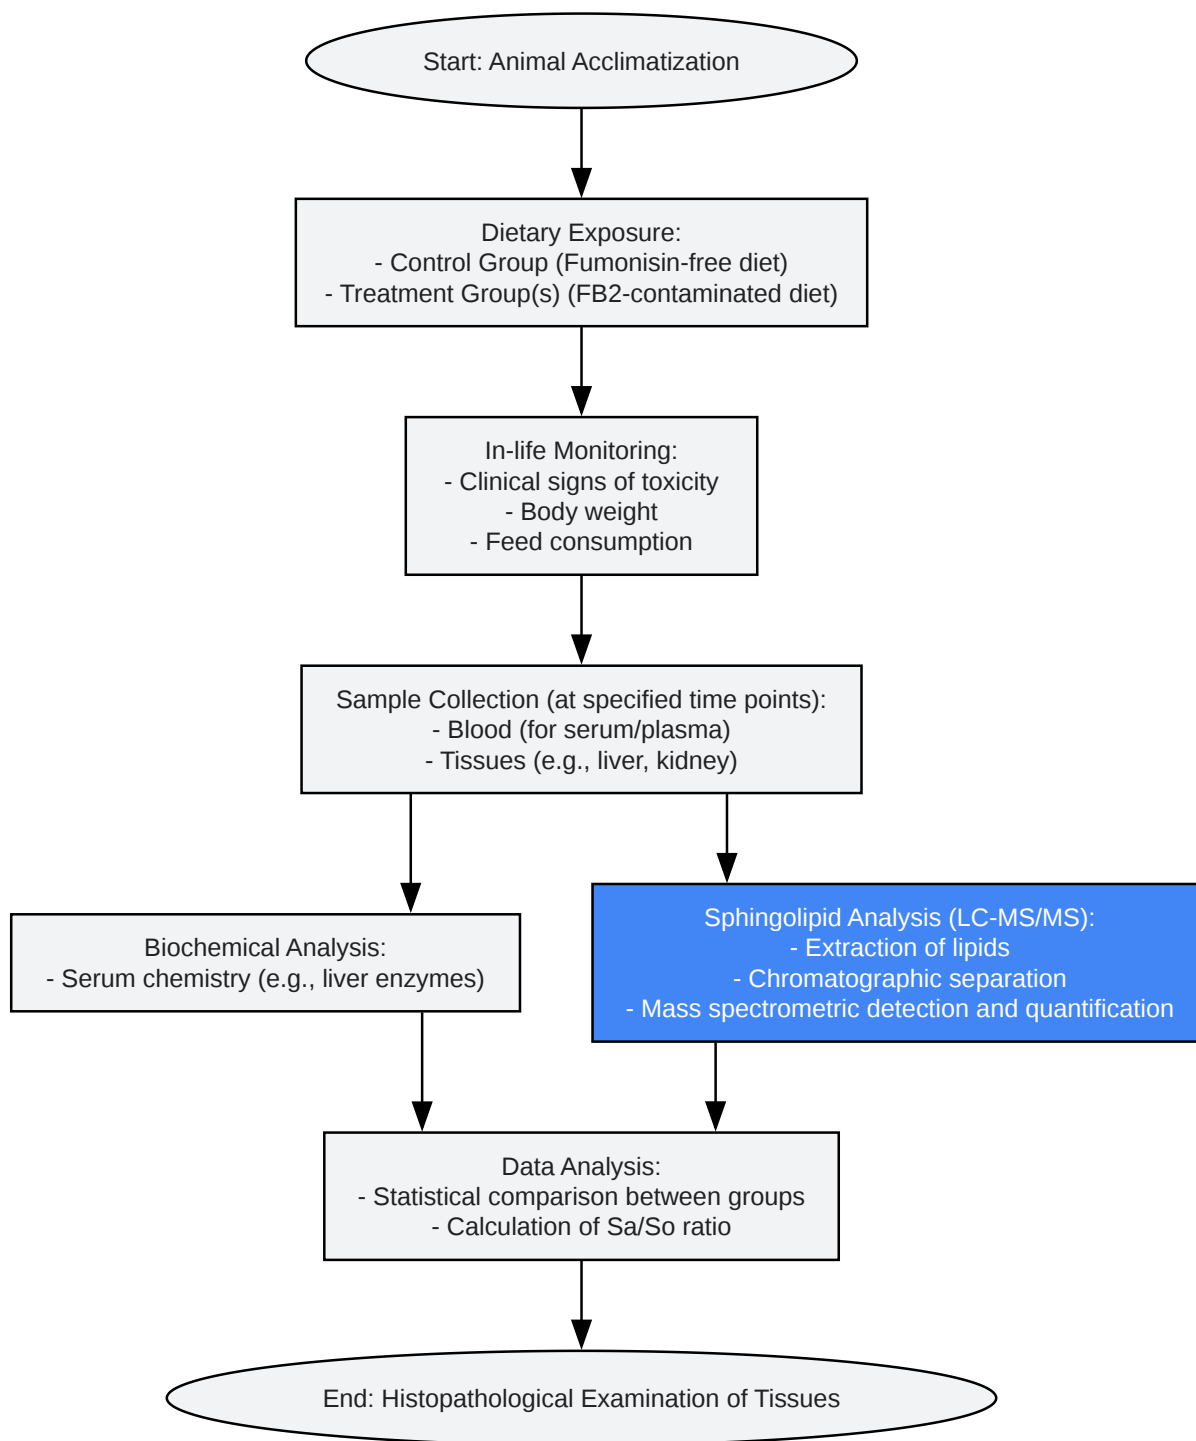 Start: Animal Acclimatization
Dietary Exposure:
- Control Group (Fumonisin-free diet)
- Treatment Group(s) (FB2-contaminated diet)
In-life Monitoring:
- Clinical signs of toxicity
- Body weight
- Feed consumption
Sample Collection (at specified time points):
- Blood (for serum/plasma)
- Tissues (e.g., liver, kidney)
Biochemical Analysis:
- Serum chemistry (e.g., liver enzymes)
Sphingolipid Analysis (LC-MS/MS):
- Extraction of lipids
- Chromatographic separation
- Mass spectrometric detection and quantification
Data Analysis:
- Statistical comparison between groups
- Calculation of Sa/So ratio
End: Histopathological Examination of Tissues